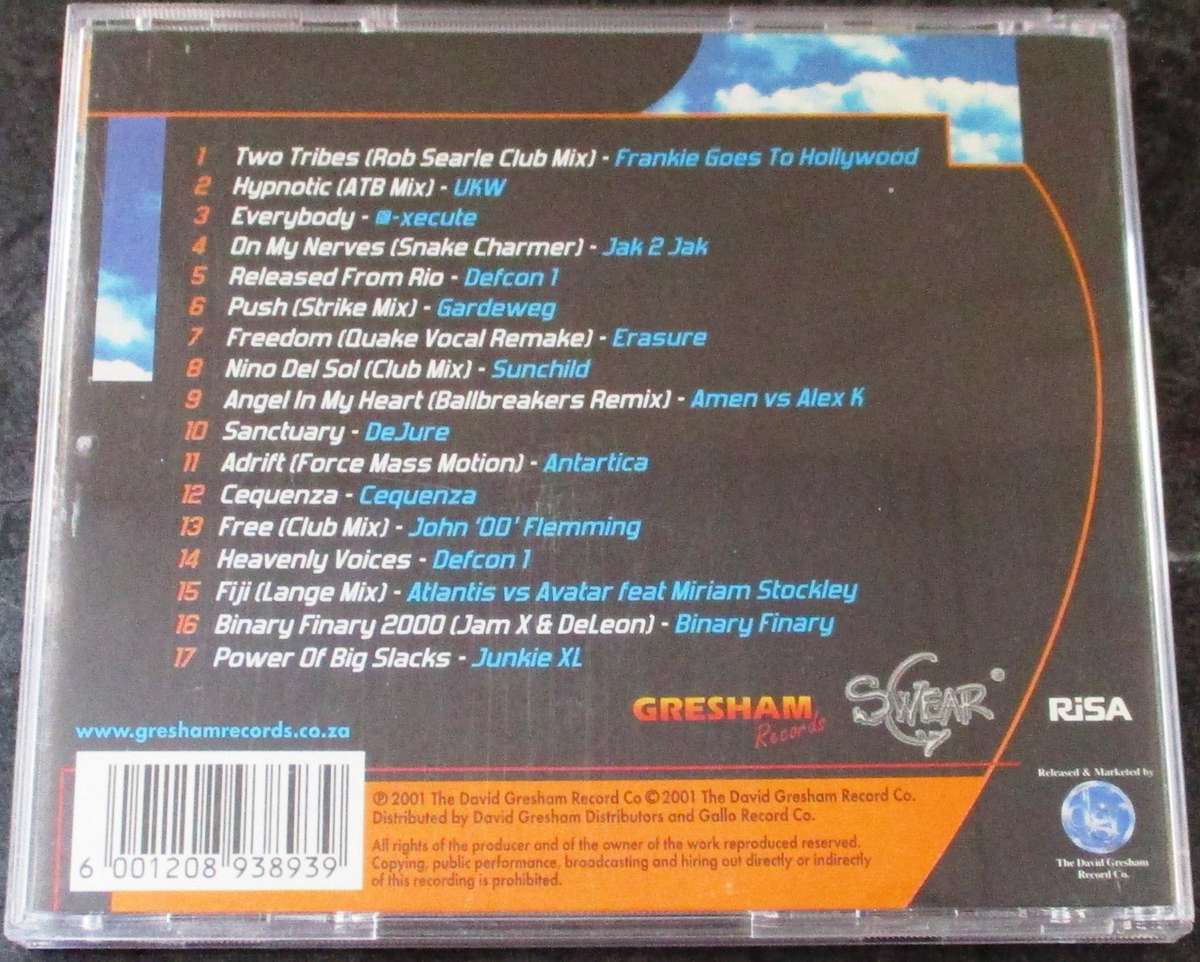 1 Two Tribes (Rob Searle Club Mix) - Frankie Goes To Hollywood
2 Hypnotic (ATB Mix) - UKW
3 Everybody - @-xecute
4 On My Nerves (Snake Charmer) - Jak 2 Jak
5 Released From Rio - Defcon 1
6 Push (Strike Mix) - Gardeweg
7 Freedom (Quake Vocal Remake) - Erasure
8 Nino Del Sol (Club Mix) - Sunchild
9 Angel In My Heart (Ballbreakers Remix) - Amen vs Alex K
10 Sanctuary - DeJure
11 Adrift (Force Mass Motion) - Antartica
12 Cequenza - Cequenza
13 Free (Club Mix) - John '00' Flemming
14 Heavenly Voices - Defcon 1
15 Fiji (Lange Mix) - Atlantis vs Avatar feat Miriam Stockley
16 Binary Finary 2000 (Jam X & DeLeon) - Binary Finary
17 Power Of Big Slacks - Junkie XL
GRESHAM
Records
SWEAR
RiSA
www.greshamrecords.co.za
6 001208 938939
℗ 2001 The David Gresham Record Co © 2001 The David Gresham Record Co.
Distributed by David Gresham Distributors and Gallo Record Co.
All rights of the producer and of the owner of the work reproduced reserved.
Copying, public performance, broadcasting and hiring out directly or indirectly
of this recording is prohibited.
Released & Marketed by
The David Gresham
Record Co.